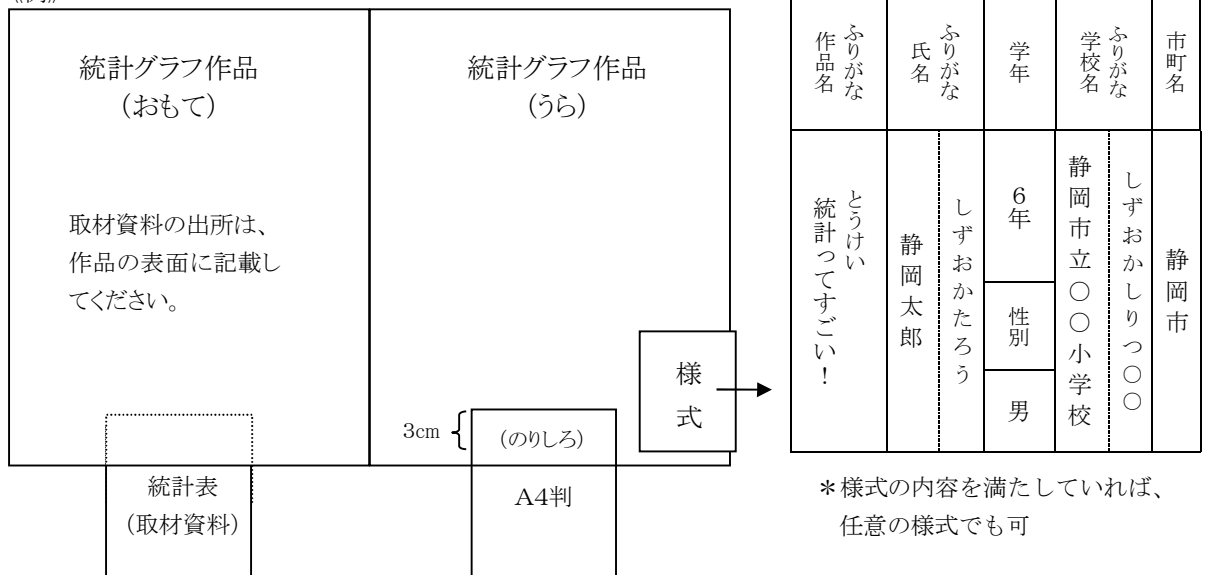 統計グラフ作品
(おもて)
取材資料の出所は、
作品の表面に記載し
てください。
統計グラフ作品
(うら)
様
式
3cm
(のりしろ)
統計表
(取材資料)
A4判
市町名
静岡市
ふりがな
学校名
しずおかしりつ○○
静岡市立○○小学校
学年
6年
性別
男
ふりがな
氏名
しずおかたろう
静岡太郎
ふりがな
作品名
とうけい
統計ってすごい!
*様式の内容を満たしていれば、
任意の様式でも可